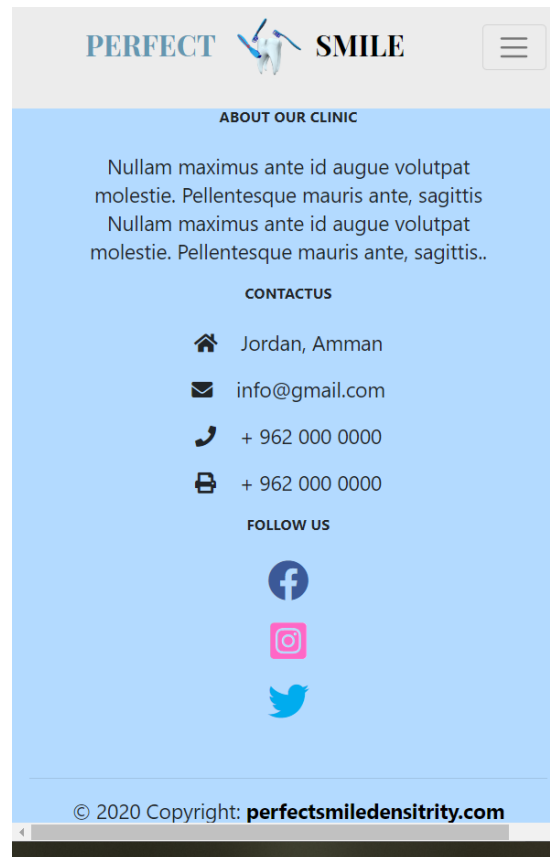 PERFECT SMILE
ABOUT OUR CLINIC
Nullam maximus ante id augue volutpat
molestie. Pellentesque mauris ante, sagittis
Nullam maximus ante id augue volutpat
molestie. Pellentesque mauris ante, sagittis..
CONTACTUS
Jordan, Amman
info@gmail.com
+ 962 000 0000
+ 962 000 0000
FOLLOW US
© 2020 Copyright: perfectsmiledensitrity.com